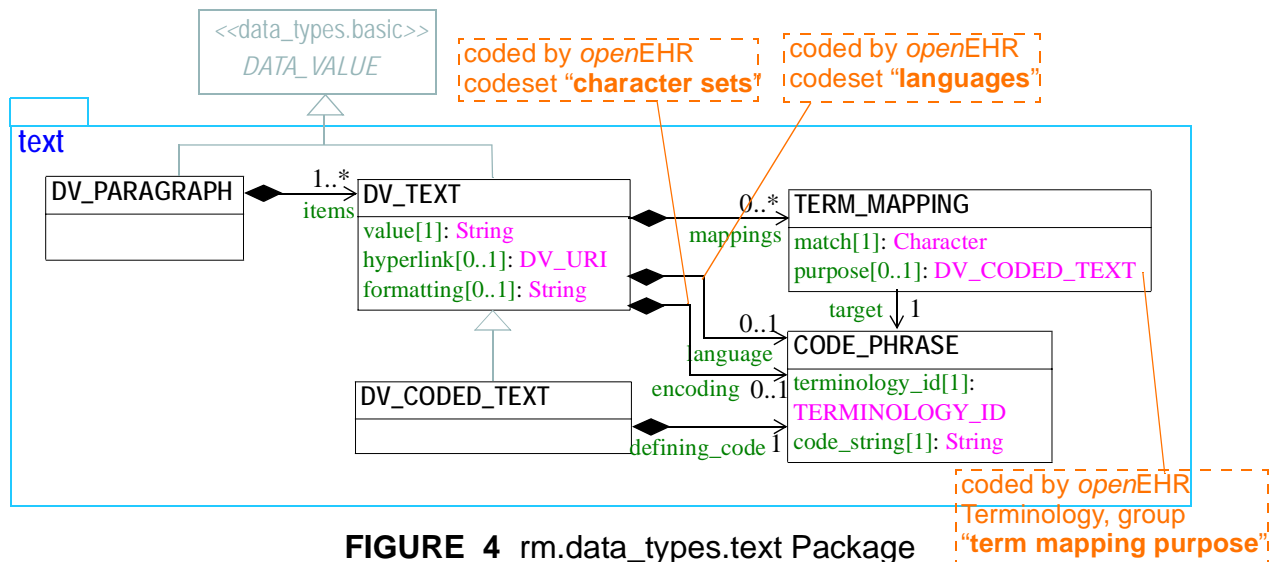 <<data_types.basic>>
DATA_VALUE
coded by openEHR
codeset “character sets”
coded by openEHR
codeset “languages”
text
DV_PARAGRAPH
1..*
items
DV_TEXT
value[1]: String
hyperlink[0..1]: DV_URI
formatting[0..1]: String
0..*
mappings
TERM_MAPPING
match[1]: Character
purpose[0..1]: DV_CODED_TEXT
target
1
0..1
language
encoding
0..1
CODE_PHRASE
terminology_id[1]:
TERMINOLOGY_ID
code_string[1]: String
DV_CODED_TEXT
defining_code
1
coded by openEHR
Terminology, group
“term mapping purpose”
FIGURE 4 rm.data_types.text Package